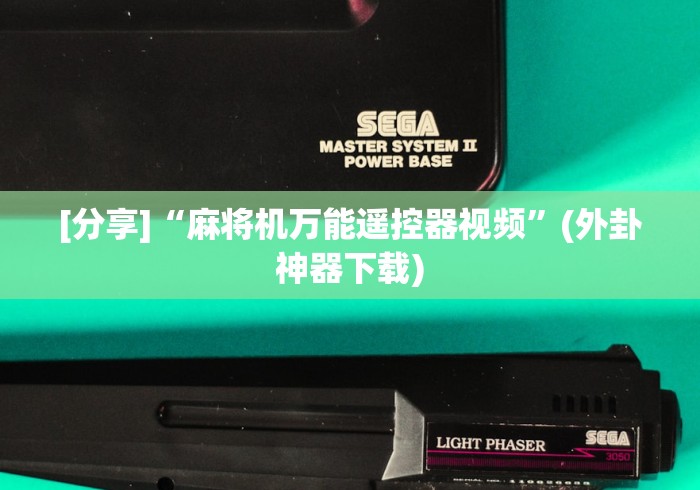 SEGA
MASTER SYSTEM II
POWER BASE
[分享]“麻将机万能遥控器视频”(外卦
神器下载)
LIGHT PHASER
SEGA
3050